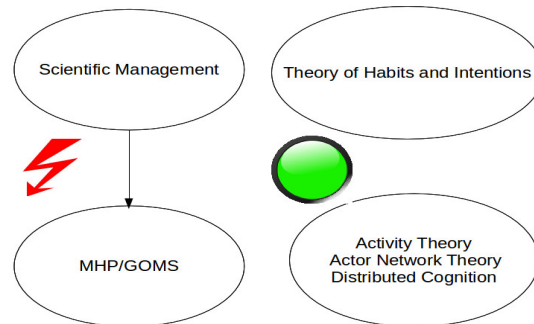 Scientific Management
Theory of Habits and Intentions
MHP/GOMS
Activity Theory
Actor Network Theory
Distributed Cognition